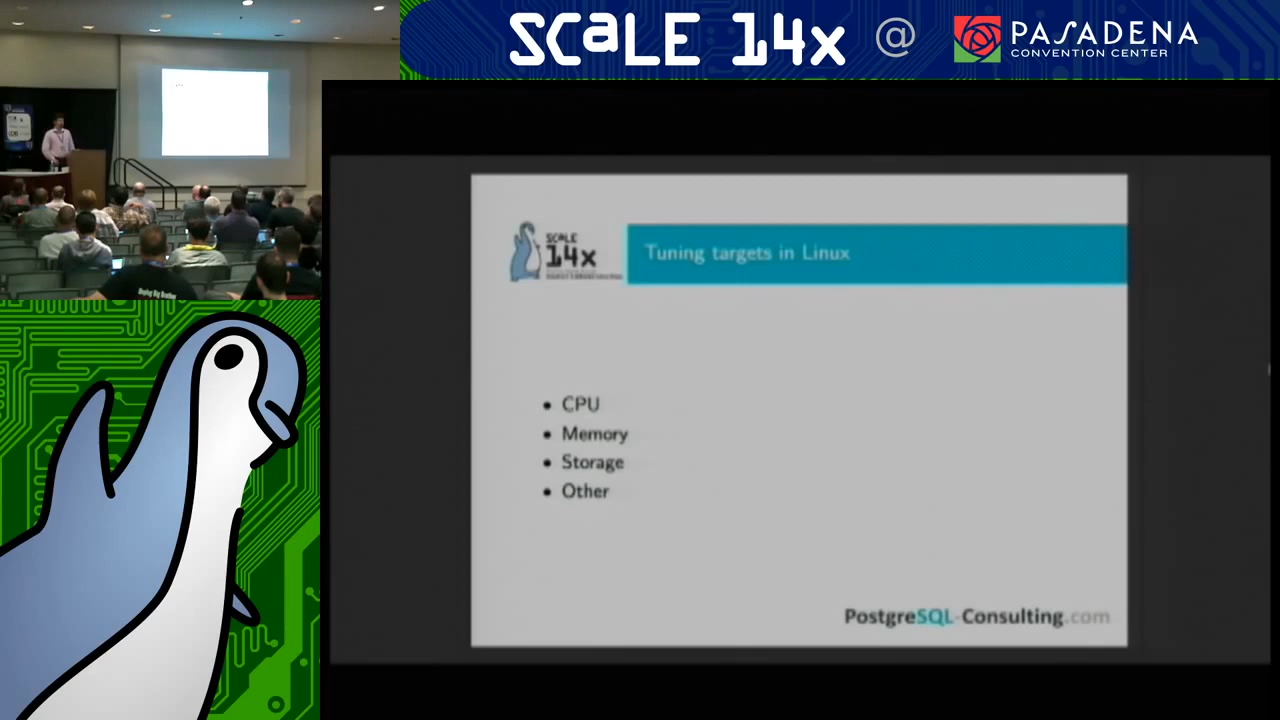 SCaLE 14x @ PASADENA
CONVENTION CENTER
SCALE
14x
Tuning targets in Linux
• CPU
• Memory
• Storage
• Other
PostgreSQL-Consulting.com